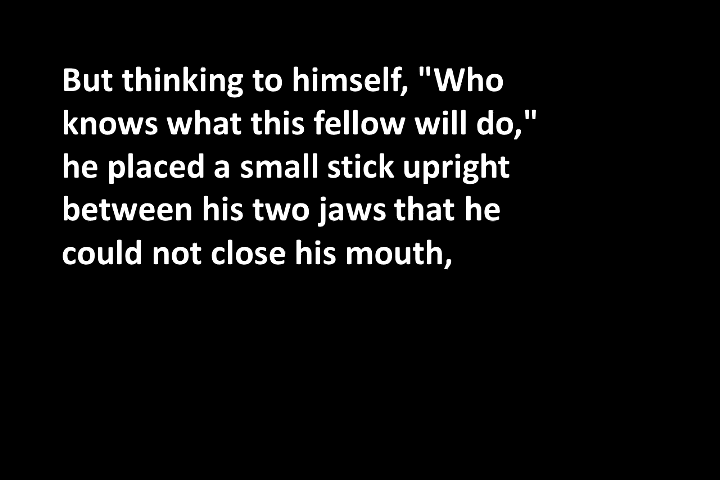 But thinking to himself, "Who
knows what this fellow will do,"
he placed a small stick upright
between his two jaws that he
could not close his mouth,